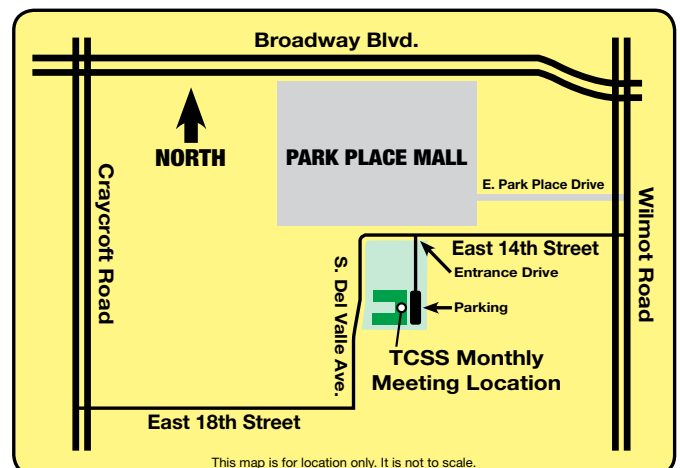 Broadway Blvd.
NORTH
PARK PLACE MALL
E. Park Place Drive
Craycroft Road
Wilmot Road
East 14th Street
Entrance Drive
S. Del Valle Ave.
Parking
TCSS Monthly
Meeting Location
East 18th Street
This map is for location only. It is not to scale.